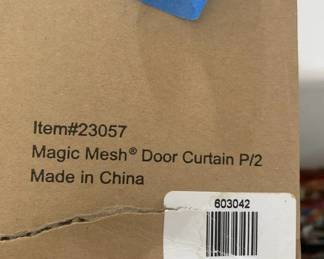 Item#23057
Magic Mesh® Door Curtain P/2
Made in China
603042